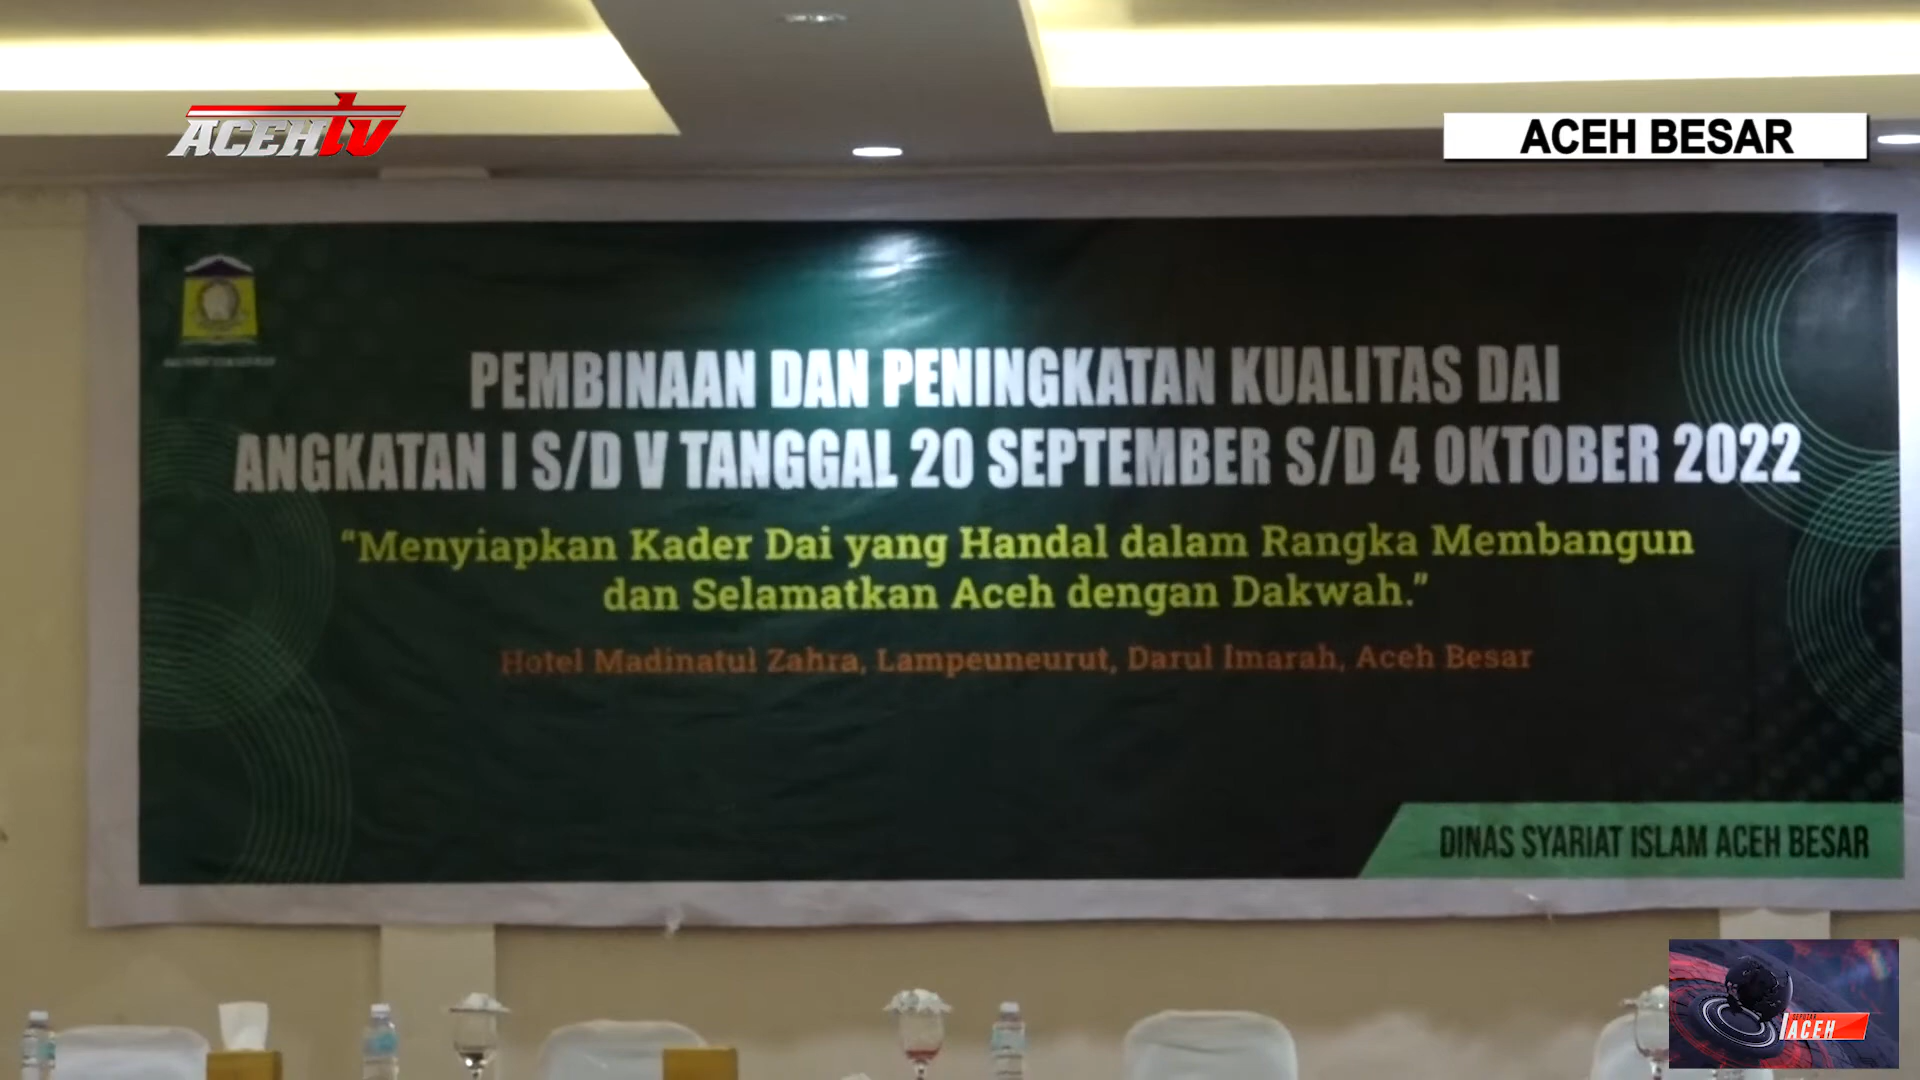 ACEHTV
ACEH BESAR
PEMBINAAN DAN PENINGKATAN KUALITAS DAI
ANGKATAN I S/D V TANGGAL 20 SEPTEMBER S/D 4 OKTOBER 2022
“Menyiapkan Kader Dai yang Handal dalam Rangka Membangun
dan Selamatkan Aceh dengan Dakwah.”
Hotel Madinatul Zahra, Lampeuneurut, Darul Imarah, Aceh Besar
DINAS SYARIAT ISLAM ACEH BESAR
SEPUTAR
ACEH